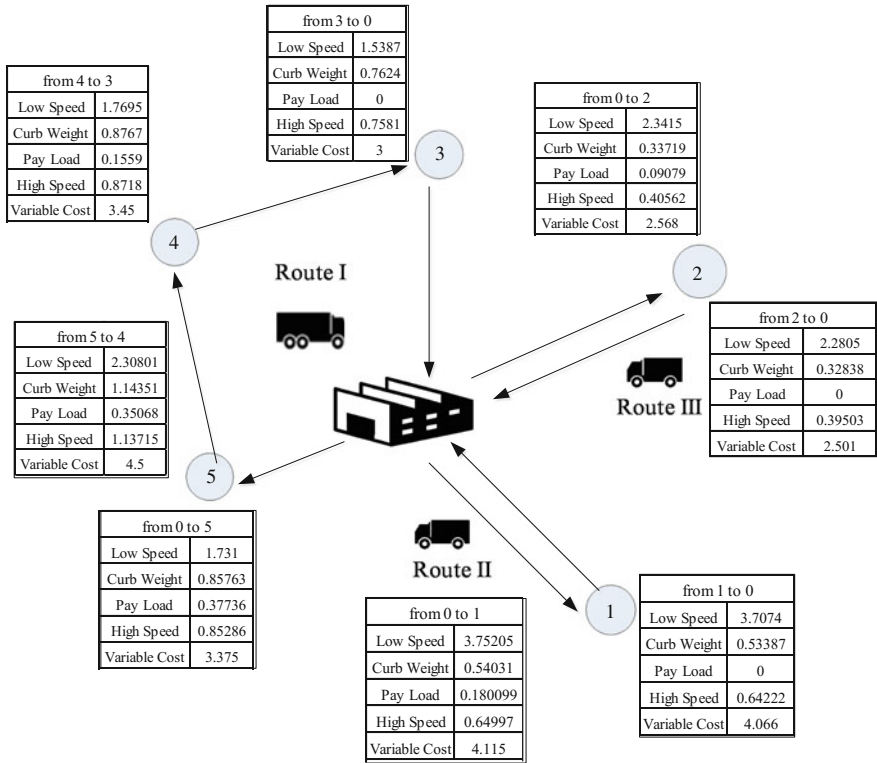 from 3 to 0
Low Speed 1.5387
Curb Weight 0.7624
Pay Load 0
High Speed 0.7581
Variable Cost 3
from 4 to 3
Low Speed 1.7695
Curb Weight 0.8767
Pay Load 0.1559
High Speed 0.8718
Variable Cost 3.45
from 0 to 2
Low Speed 2.3415
Curb Weight 0.33719
Pay Load 0.09079
High Speed 0.40562
Variable Cost 2.568
3
4
2
Route I
from 5 to 4
Low Speed 2.30801
Curb Weight 1.14351
Pay Load 0.35068
High Speed 1.13715
Variable Cost 4.5
from 2 to 0
Low Speed 2.2805
Curb Weight 0.32838
Pay Load 0
High Speed 0.39503
Variable Cost 2.501
Route III
5
from 0 to 5
Low Speed 1.731
Curb Weight 0.85763
Pay Load 0.37736
High Speed 0.85286
Variable Cost 3.375
Route II
1
from 0 to 1
Low Speed 3.75205
Curb Weight 0.54031
Pay Load 0.180099
High Speed 0.64997
Variable Cost 4.115
from 1 to 0
Low Speed 3.7074
Curb Weight 0.53387
Pay Load 0
High Speed 0.64222
Variable Cost 4.066